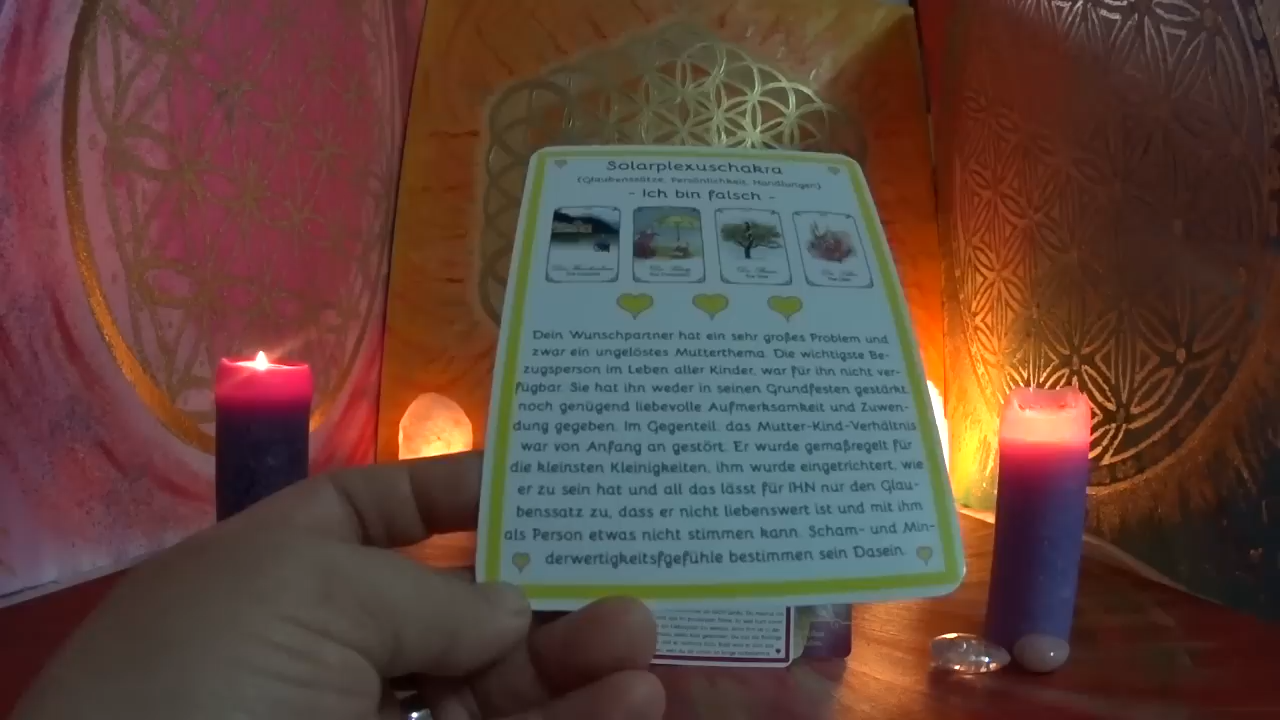 Solarplexuschakra
(Glaubenssätze, Persönlichkeit, Handlungen)
- Ich bin falsch -
Dein Wunschpartner hat ein sehr großes Problem und
zwar ein ungelöstes Mutterthema. Die wichtigste Be-
zugsperson im Leben aller Kinder, war für ihn nicht ver-
fügbar. Sie hat ihn weder in seinen Grundfesten gestärkt,
noch genügend liebevolle Aufmerksamkeit und Zuwen-
dung gegeben. Im Gegenteil, das Mutter-Kind-Verhältnis
war von Anfang an gestört. Er wurde gemaßregelt für
die kleinsten Kleinigkeiten, ihm wurde eingetrichtert, wie
er zu sein hat und all das lässt für IHN nur den Glau-
benssatz zu, dass er nicht liebenswert ist und mit ihm
als Person etwas nicht stimmen kann. Scham- und Min-
derwertigkeitsfgefühle bestimmen sein Dasein.